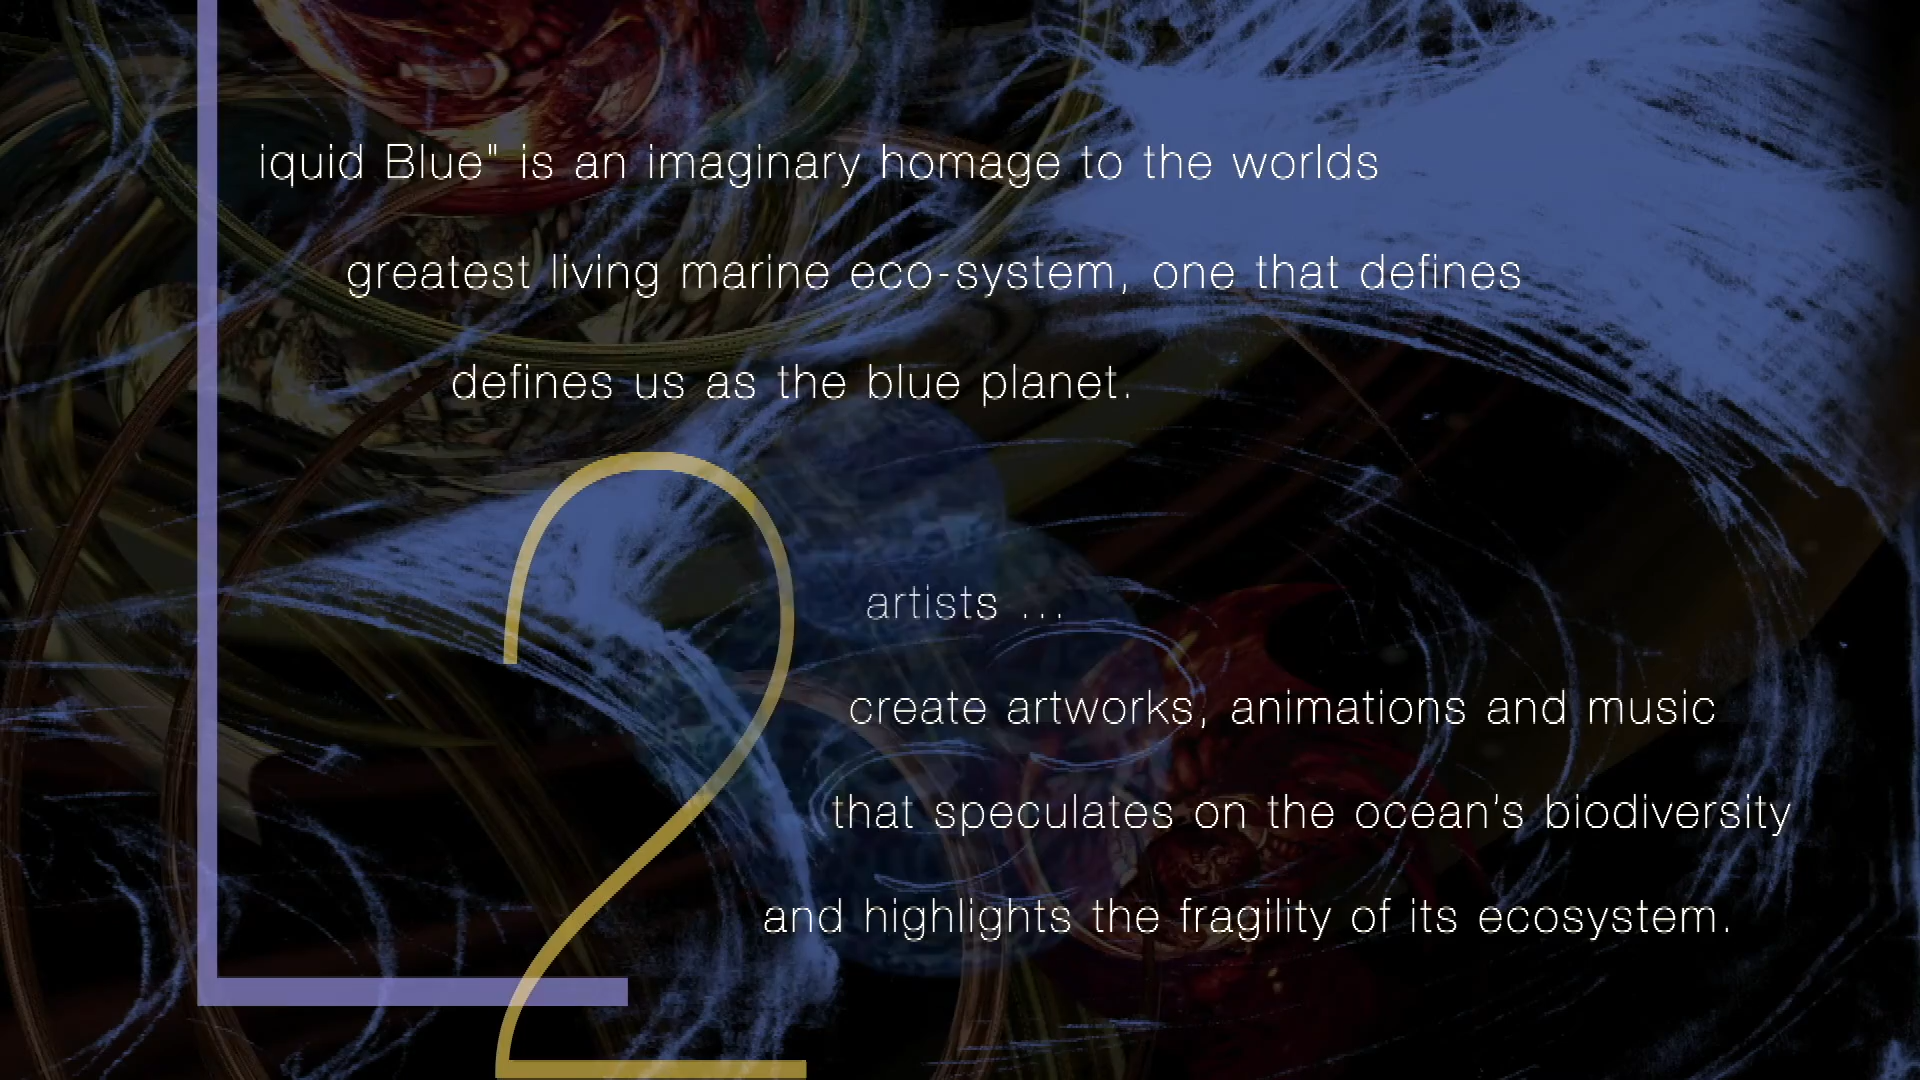 L
iquid Blue" is an imaginary homage to the worlds
greatest living marine eco-system, one that defines
defines us as the blue planet.
2
artists ...
create artworks, animations and music
that speculates on the ocean's biodiversity
and highlights the fragility of its ecosystem.